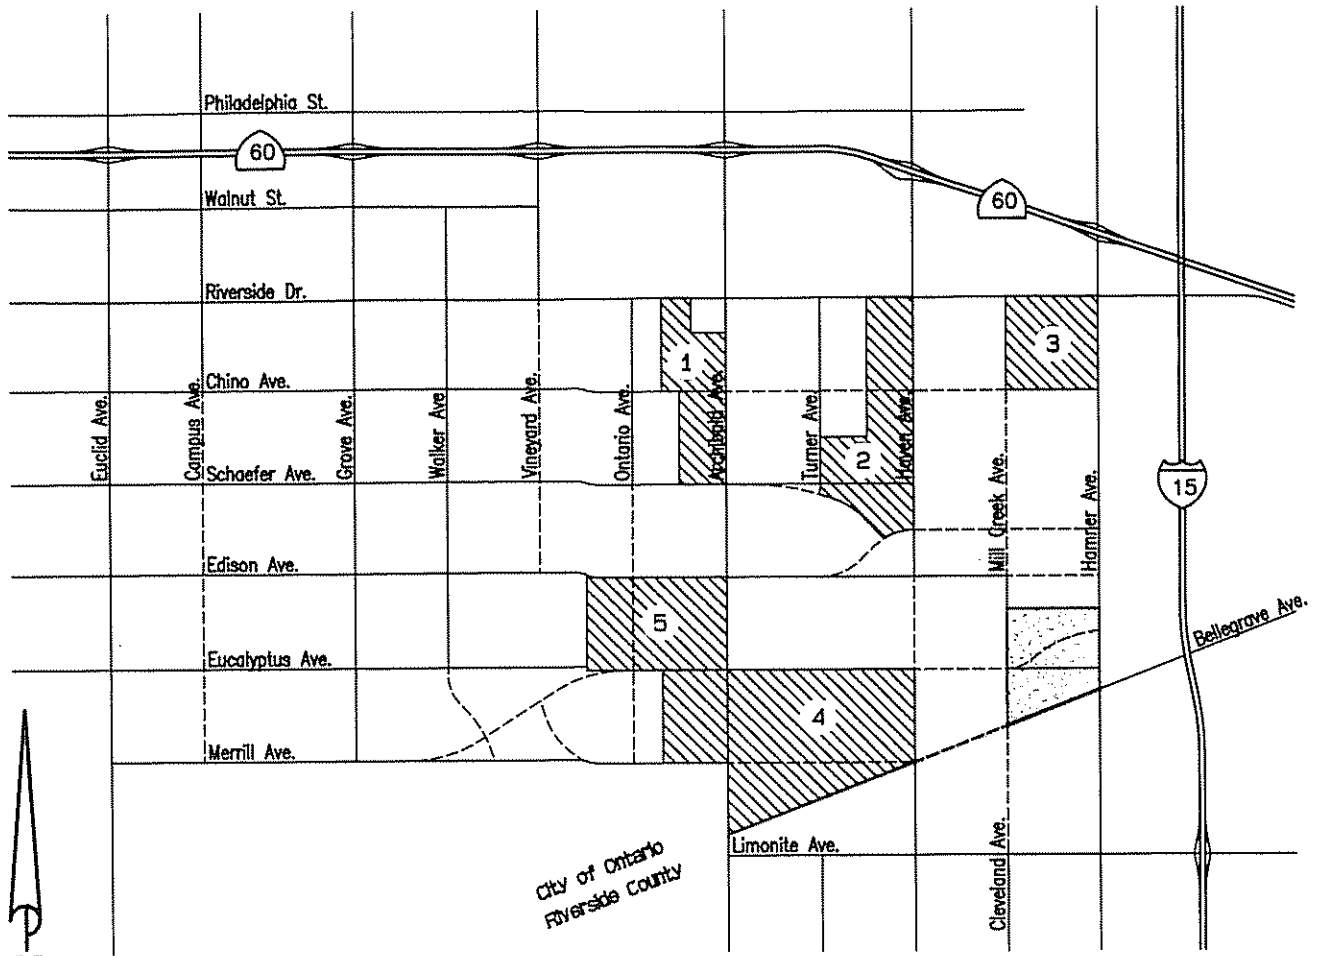 Philadelphia St.
60
60
Walnut St.
Riverside Dr.
1
3
Chino Ave.
Euclid Ave.
Campus Ave.
Grove Ave.
Walker Ave
Vineyard Ave.
Ontario Ave.
Archibald Ave.
Turner Ave.
Haven Ave.
Mill Creek Ave.
Hamner Ave.
2
15
Schaefer Ave.
Edison Ave.
5
Bellegrave Ave.
Eucalyptus Ave.
4
Merrill Ave.
Limonite Ave.
Cleveland Ave.
City of Ontario
Riverside County